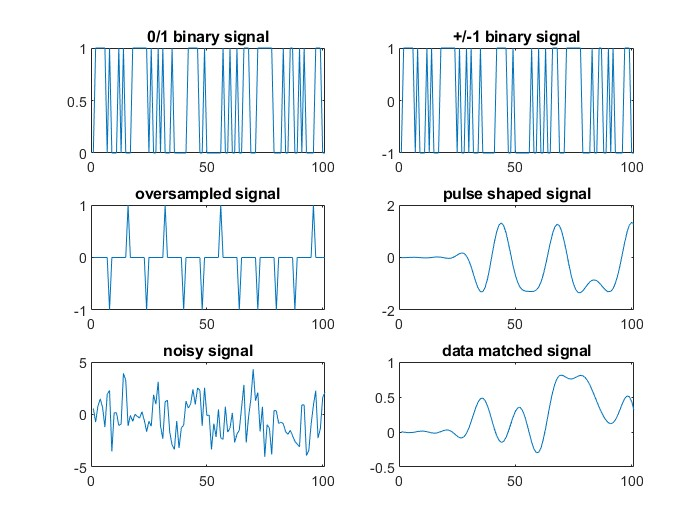 0/1 binary signal
1
0.5
0
0 50 100
+/-1 binary signal
1
0
-1
0 50 100
oversampled signal
1
0
-1
0 50 100
pulse shaped signal
2
0
-2
0 50 100
noisy signal
5
0
-5
0 50 100
data matched signal
1
0.5
0
-0.5
0 50 100